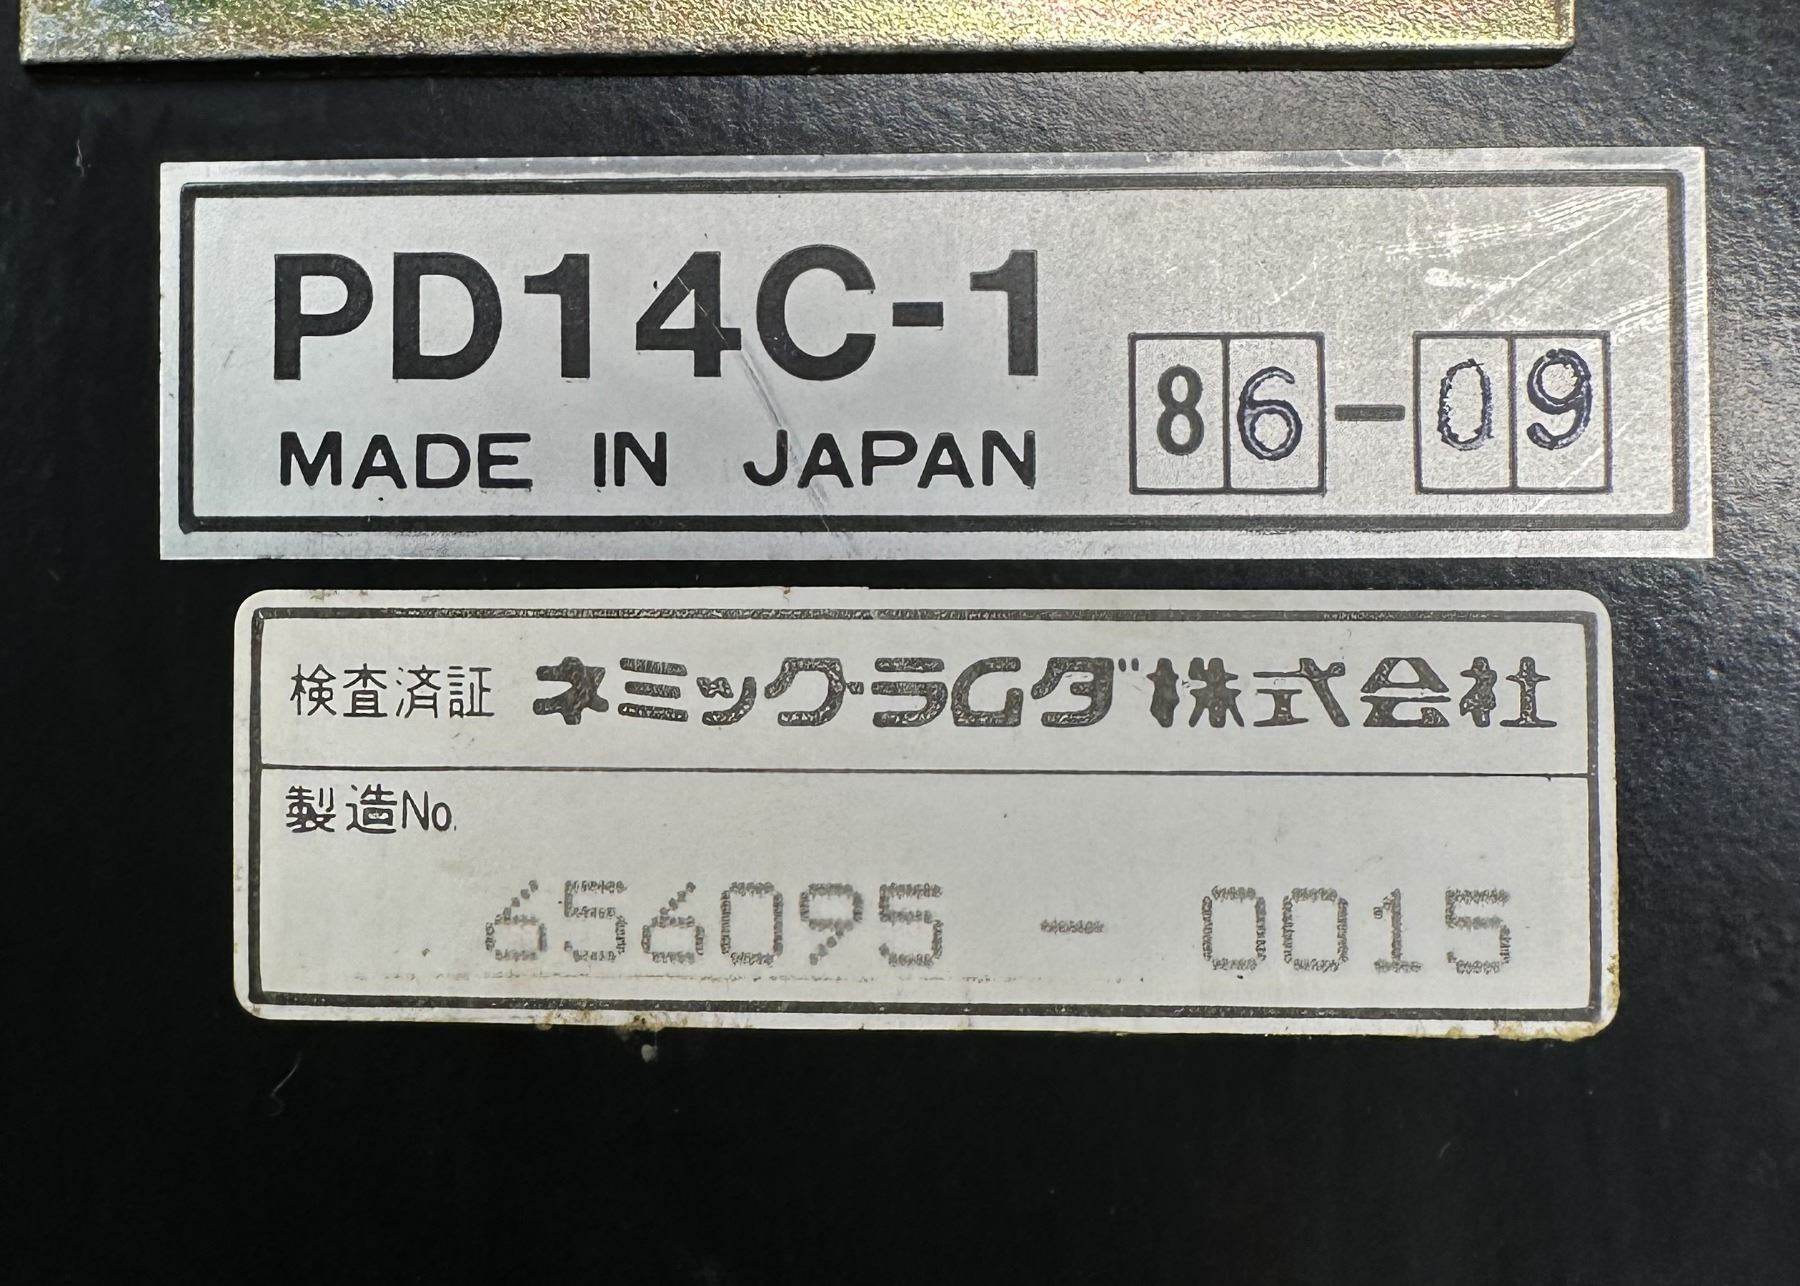 PD14C-1
MADE IN JAPAN 86-09
検査済証 ネミック・ラムダ株式会社
製造No.
656095 - 0015